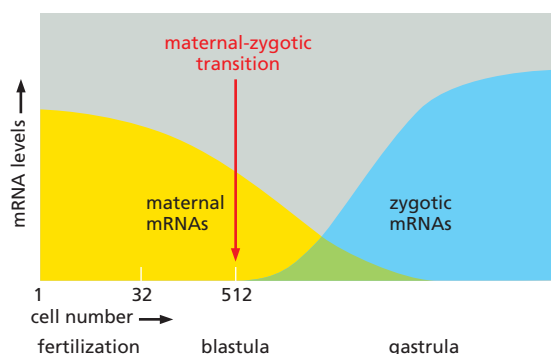 maternal-zygotic
transition
mRNA levels
maternal
mRNAs
zygotic
mRNAs
1 32 512
cell number
fertilization blastula gastrula